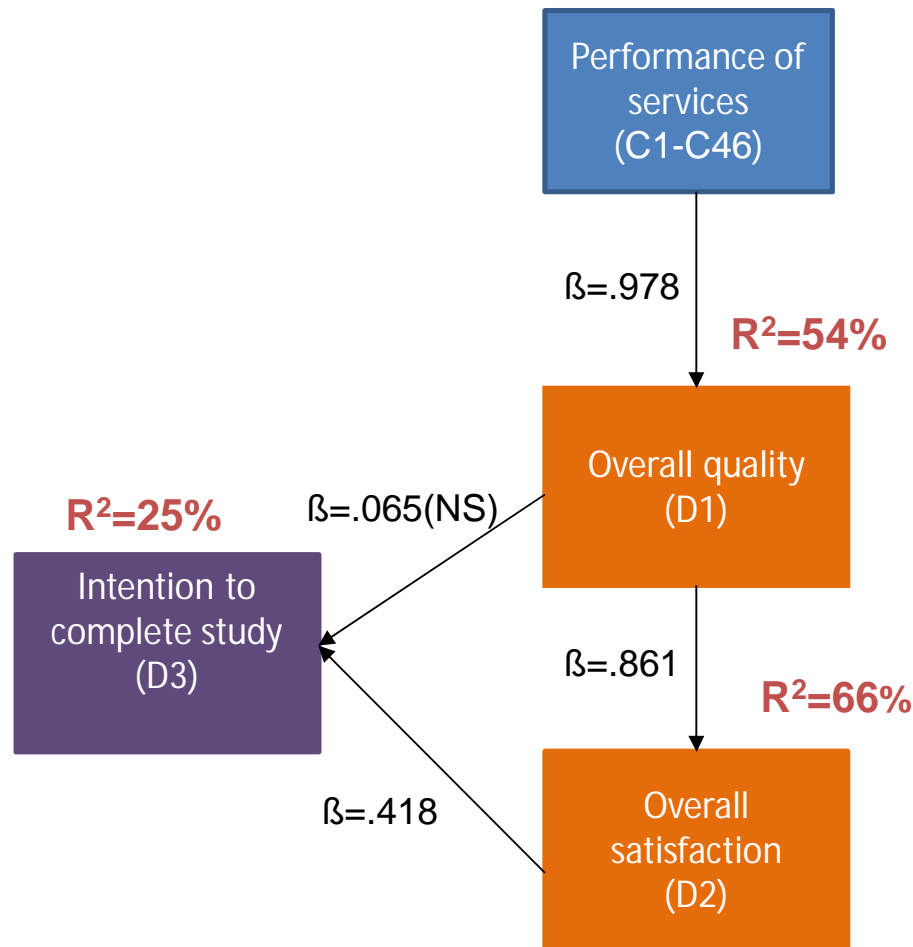 Performance of
services
(C1-C46)
ß=.978
R²=54%
Overall quality
(D1)
ß=.065(NS)
R²=25%
Intention to
complete study
(D3)
ß=.861
R²=66%
ß=.418
Overall
satisfaction
(D2)